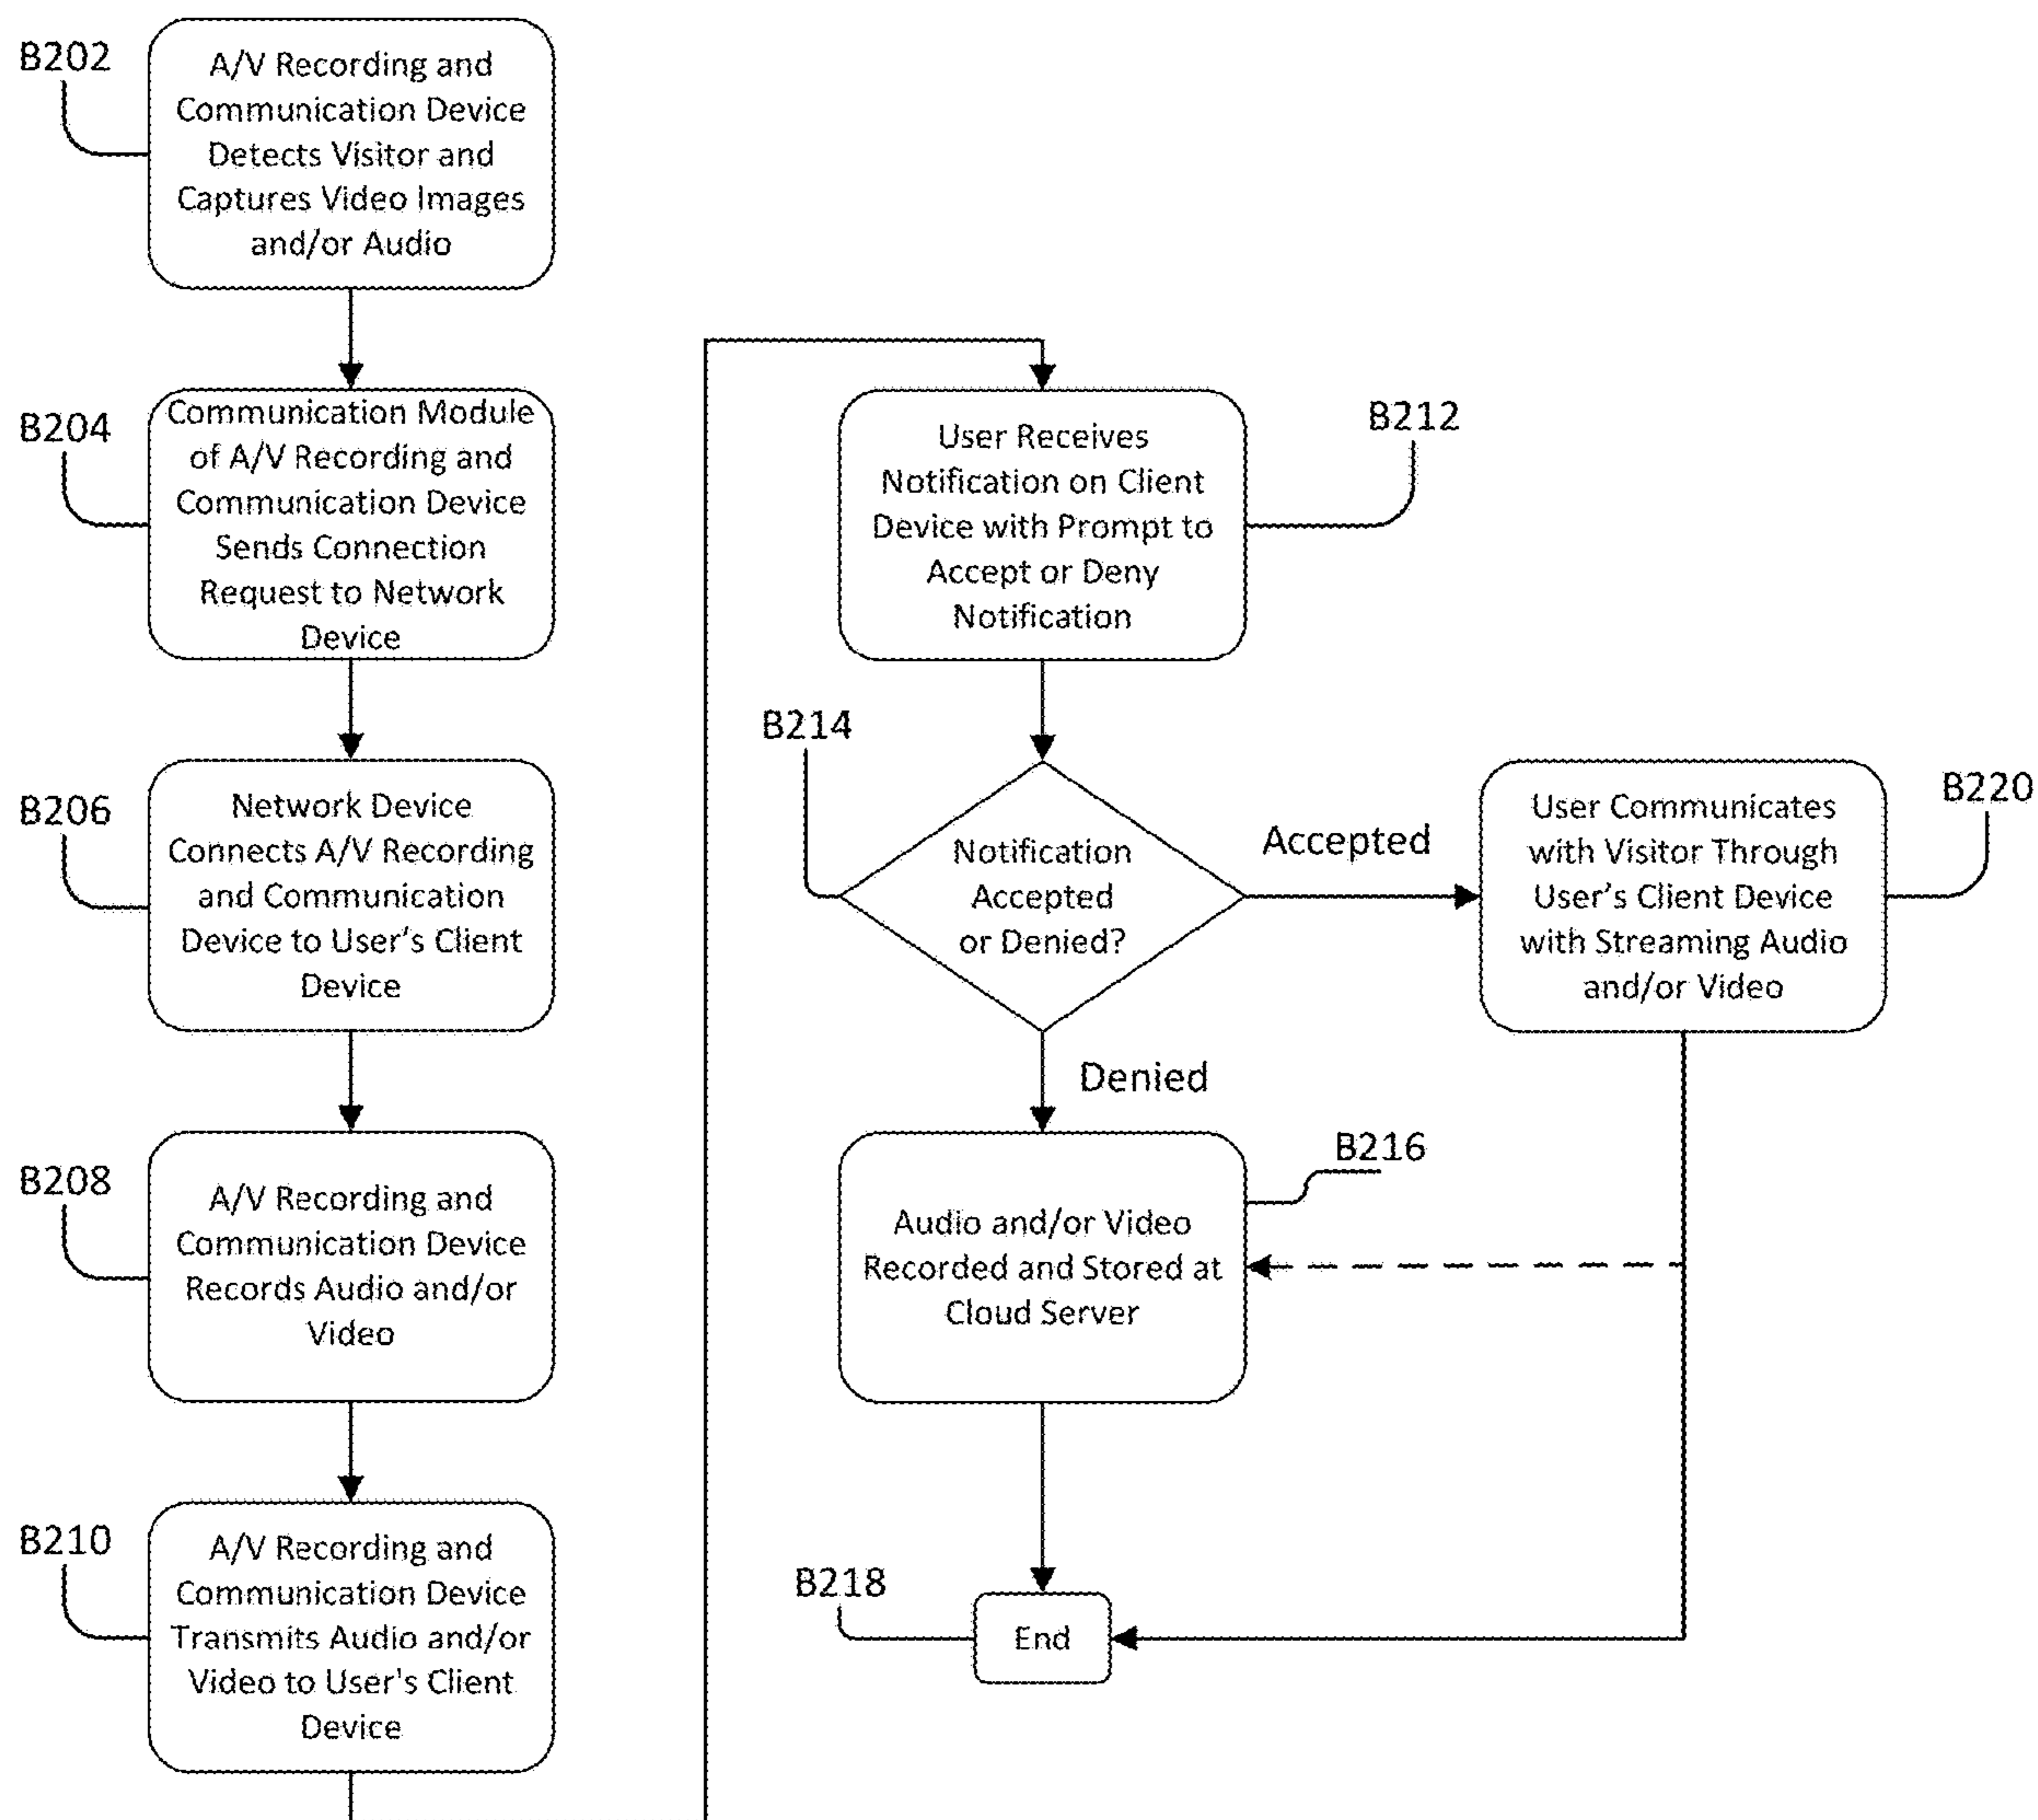 B202
A/V Recording and
Communication Device
Detects Visitor and
Captures Video Images
and/or Audio
B204
Communication Module
of A/V Recording and
Communication Device
Sends Connection
Request to Network
Device
B206
Network Device
Connects A/V Recording
and Communication
Device to User's Client
Device
B208
A/V Recording and
Communication Device
Records Audio and/or
Video
B210
A/V Recording and
Communication Device
Transmits Audio and/or
Video to User's Client
Device
B212
User Receives
Notification on Client
Device with Prompt to
Accept or Deny
Notification
B214
Notification
Accepted
or Denied?
Accepted
B220
User Communicates
with Visitor Through
User's Client Device
with Streaming Audio
and/or Video
Denied
B216
Audio and/or Video
Recorded and Stored at
Cloud Server
B218
End